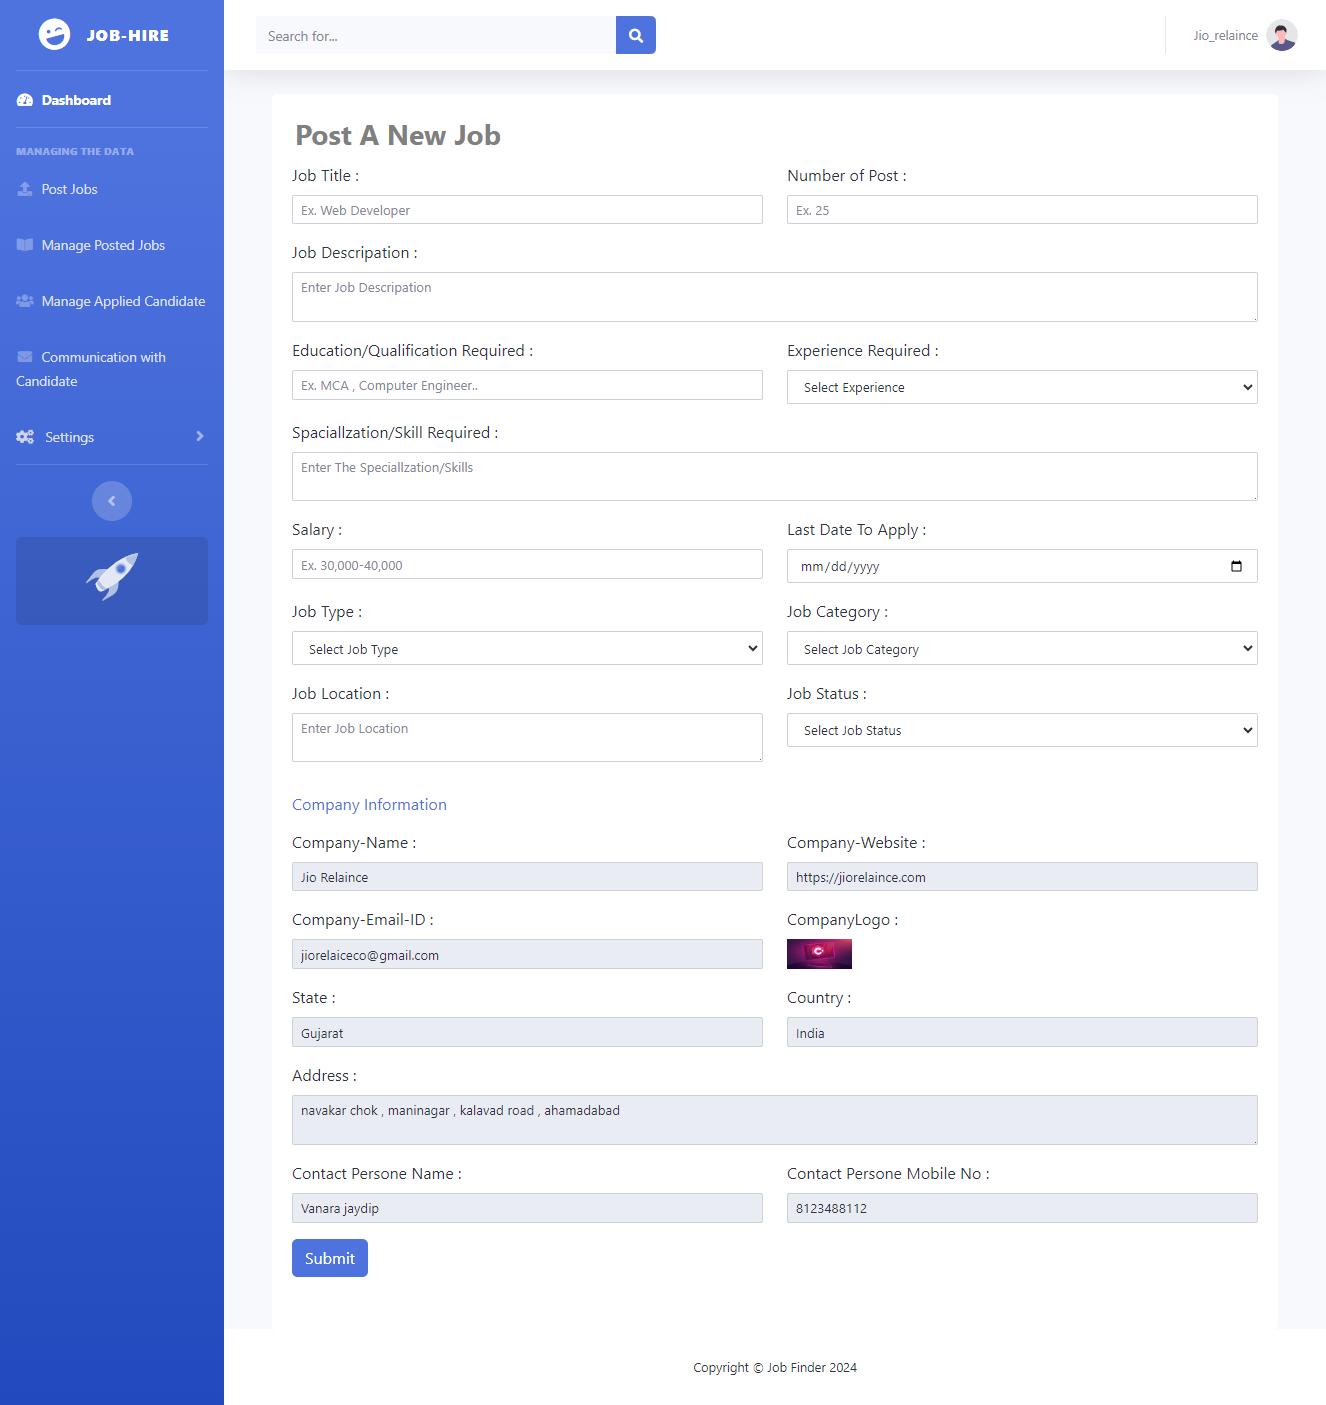 JOB-HIRE
Dashboard
MANAGING THE DATA
Post Jobs
Manage Posted Jobs
Manage Applied Candidate
Communication with
Candidate
Settings
Search for...
Jio_relaince
Post A New Job
Job Title :
Number of Post :
Ex. Web Developer
Ex. 25
Job Descripation :
Enter Job Descripation
Education/Qualification Required :
Experience Required :
Ex. MCA , Computer Engineer..
Select Experience
Spaciallzation/Skill Required :
Enter The Speciallzation/Skills
Salary :
Last Date To Apply :
Ex. 30,000-40,000
mm/dd/yyyy
Job Type :
Job Category :
Select Job Type
Select Job Category
Job Location :
Job Status :
Enter Job Location
Select Job Status
Company Information
Company-Name :
Company-Website :
Jio Relaince
https://jiorelaince.com
Company-Email-ID :
CompanyLogo :
jiorelaiceco@gmail.com
State :
Country :
Gujarat
India
Address :
navakar chok , maninagar , kalavad road , ahamadabad
Contact Persone Name :
Contact Persone Mobile No :
Vanara jaydip
8123488112
Submit
Copyright © Job Finder 2024